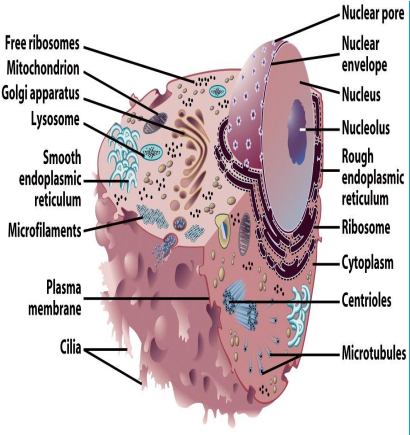 Nuclear pore
Free ribosomes
Mitochondrion
Golgi apparatus
Lysosome
Smooth
endoplasmic
reticulum
Microfilaments
Plasma
membrane
Cilia
Nuclear
envelope
Nucleus
Nucleolus
Rough
endoplasmic
reticulum
Ribosome
Cytoplasm
Centrioles
Microtubules